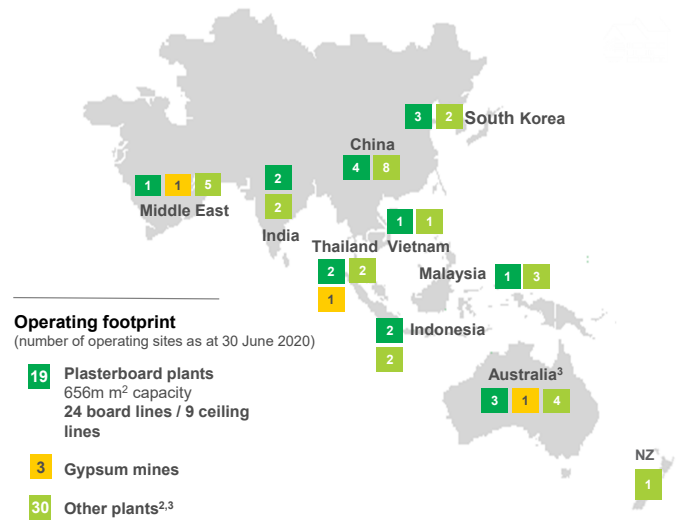 3 2 South Korea
China
4 8
1 1 5
Middle East
2
2
India
1 1
Thailand Vietnam
2 2
1
Malaysia 1 3
2 Indonesia
2
Operating footprint
(number of operating sites as at 30 June 2020)
19 Plasterboard plants
656m m² capacity
24 board lines / 9 ceiling
lines
3 Gypsum mines
30 Other plants²,³
Australia³
3 1 4
NZ
1